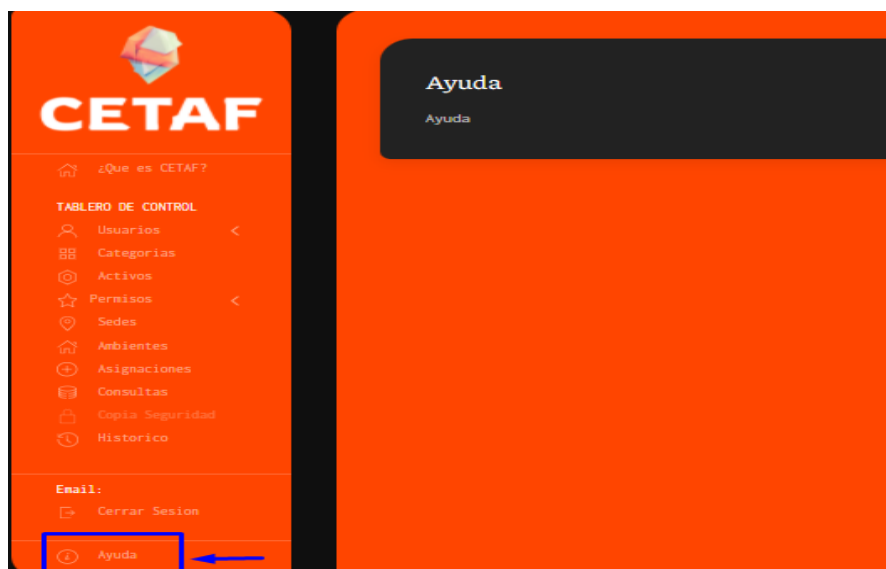 CETAF
¿Que es CETAF?
TABLERO DE CONTROL
Usuarios
Categorias
Activos
Permisos
Sedes
Ambientes
Asignaciones
Consultas
Copia Seguridad
Historico
Email:
Cerrar Sesion
Ayuda
Ayuda
Ayuda